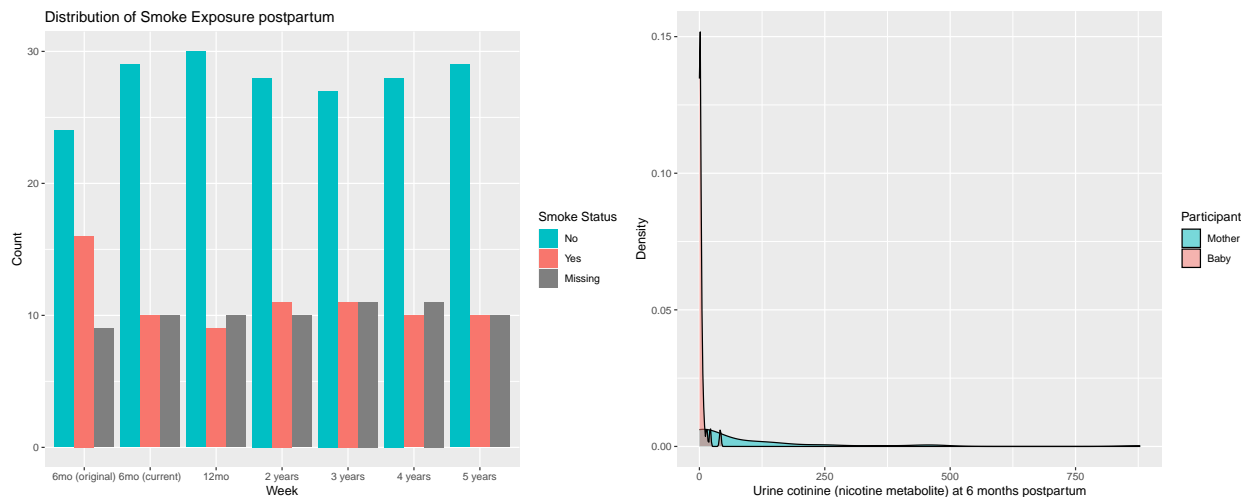 Distribution of Smoke Exposure postpartum
30
20
10
0
Count
6mo (original) 6mo (current) 12mo 2 years 3 years 4 years 5 years
Week
Smoke Status
No
Yes
Missing
0.15
0.10
0.05
0.00
Density
0 250 500 750
Urine cotinine (nicotine metabolite) at 6 months postpartum
Participant
Mother
Baby